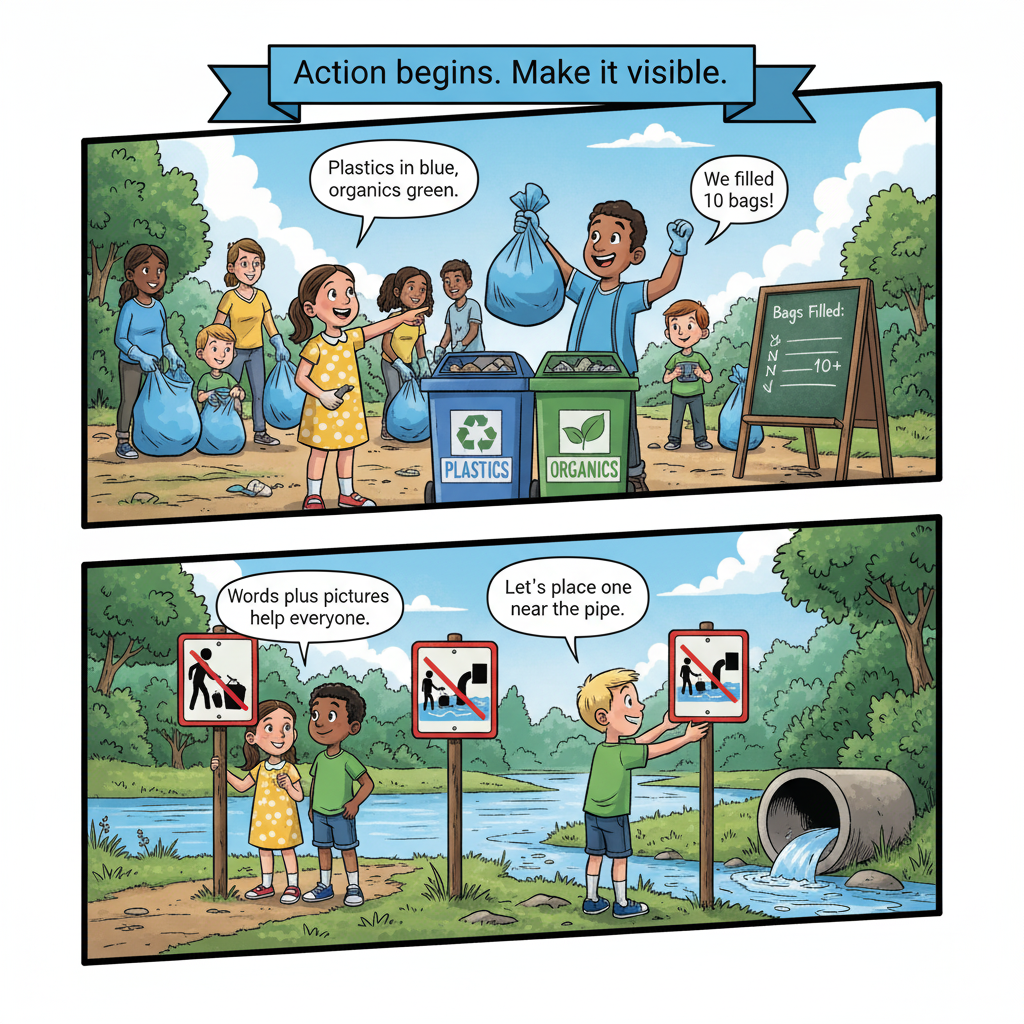 Action begins. Make it visible.
Plastics in blue,
organics green.
We filled
10 bags!
Bags Filled:
10+
PLASTICS
ORGANICS
Words plus pictures
help everyone.
Let's place one
near the pipe.